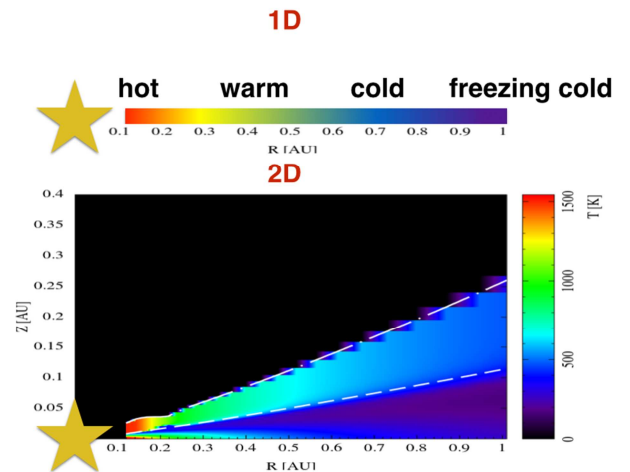 1D
hot warm cold freezing cold
0.1 0.2 0.3 0.4 0.5 0.6 0.7 0.8 0.9 1
R [AU]
2D
0.4
0.35
0.3
0.25
0.2
0.15
0.1
0.05
Z [AU]
0.1 0.2 0.3 0.4 0.5 0.6 0.7 0.8 0.9 1
R [AU]
1500
1000
500
0
T [K]